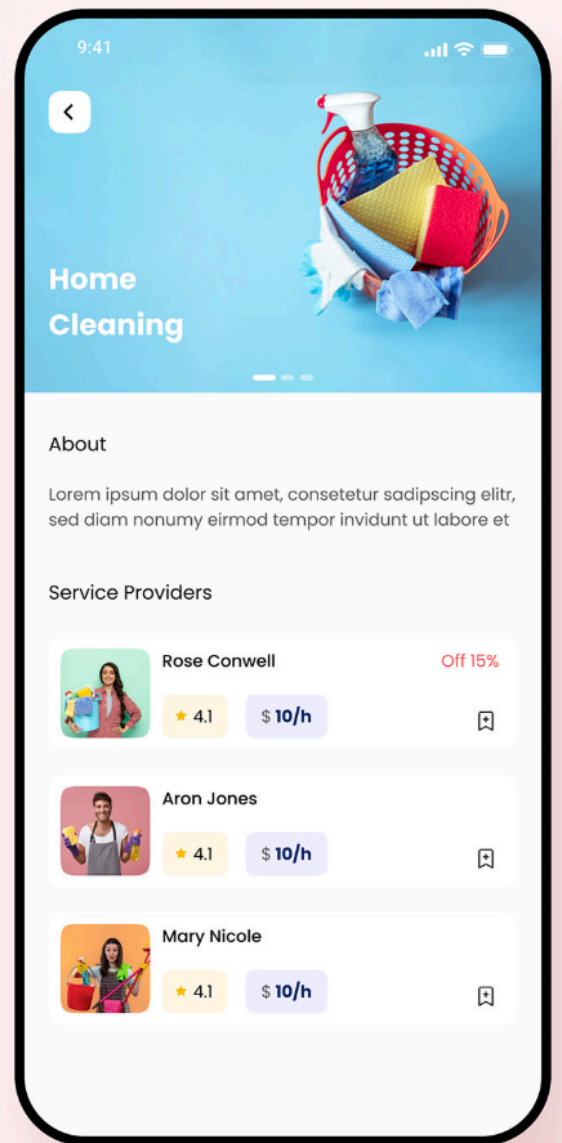 9:41
Home
Cleaning
About
Lorem ipsum dolor sit amet, consetetur sadipscing elitr,
sed diam nonumy eirmod tempor invidunt ut labore et
Service Providers
Rose Conwell
Off 15%
4.1
$ 10/h
Aron Jones
4.1
$ 10/h
Mary Nicole
4.1
$ 10/h